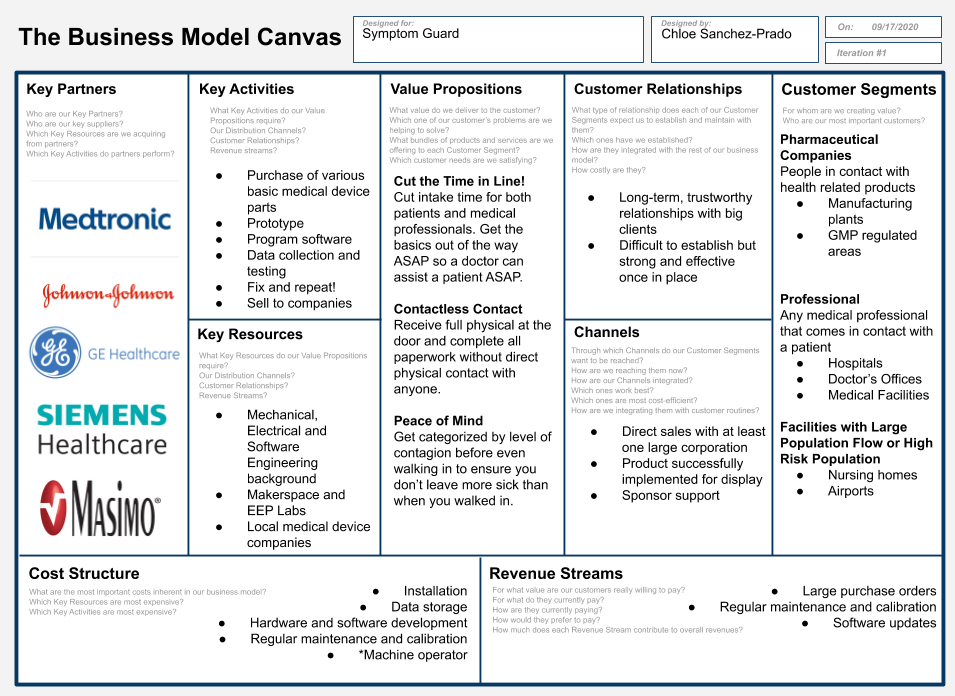 The Business Model Canvas
Designed for:
Symptom Guard
Designed by:
Chloe Sanchez-Prado
On: 09/17/2020
Iteration #1
Key Partners
Who are our Key Partners?
Who are our key suppliers?
Which Key Resources are we acquiring
from partners?
Which Key Activities do partners perform?
Medtronic
Johnson & Johnson
GE Healthcare
SIEMENS
Healthcare
MASIMO®
Key Activities
What Key Activities do our Value
Propositions require?
Our Distribution Channels?
Customer Relationships?
Revenue streams?
● Purchase of various
basic medical device
parts
● Prototype
● Program software
● Data collection and
testing
● Fix and repeat!
● Sell to companies
Key Resources
What Key Resources do our Value Propositions
require?
Our Distribution Channels?
Customer Relationships?
Revenue Streams?
● Mechanical,
Electrical and
Software
Engineering
background
● Makerspace and
EEP Labs
● Local medical device
companies
Value Propositions
What value do we deliver to the customer?
Which one of our customer's problems are we
helping to solve?
What bundles of products and services are we
offering to each Customer Segment?
Which customer needs are we satisfying?
Cut the Time in Line!
Cut intake time for both
patients and medical
professionals. Get the
basics out of the way
ASAP so a doctor can
assist a patient ASAP.
Contactless Contact
Receive full physical at the
door and complete all
paperwork without direct
physical contact with
anyone.
Peace of Mind
Get categorized by level of
contagion before even
walking in to ensure you
don't leave more sick than
when you walked in.
Customer Relationships
What type of relationship does each of our Customer
Segments expect us to establish and maintain with
them?
Which ones have we established?
How are they integrated with the rest of our business
model?
How costly are they?
● Long-term, trustworthy
relationships with big
clients
● Difficult to establish but
strong and effective
once in place
Channels
Through which Channels do our Customer Segments
want to be reached?
How are we reaching them now?
How are our Channels integrated?
Which ones work best?
Which ones are most cost-efficient?
How are we integrating them with customer routines?
● Direct sales with at least
one large corporation
● Product successfully
implemented for display
● Sponsor support
Customer Segments
For whom are we creating value?
Who are our most important customers?
Pharmaceutical
Companies
People in contact with
health related products
● Manufacturing
plants
● GMP regulated
areas
Professional
Any medical professional
that comes in contact with
a patient
● Hospitals
● Doctor's Offices
● Medical Facilities
Facilities with Large
Population Flow or High
Risk Population
● Nursing homes
● Airports
Cost Structure
What are the most important costs inherent in our business model?
Which Key Resources are most expensive?
Which Key Activities are most expensive?
● Installation
● Data storage
● Hardware and software development
● Regular maintenance and calibration
● *Machine operator
Revenue Streams
For what value are our customers really willing to pay?
For what do they currently pay?
How are they currently paying?
How would they prefer to pay?
How much does each Revenue Stream contribute to overall revenues?
● Large purchase orders
● Regular maintenance and calibration
● Software updates